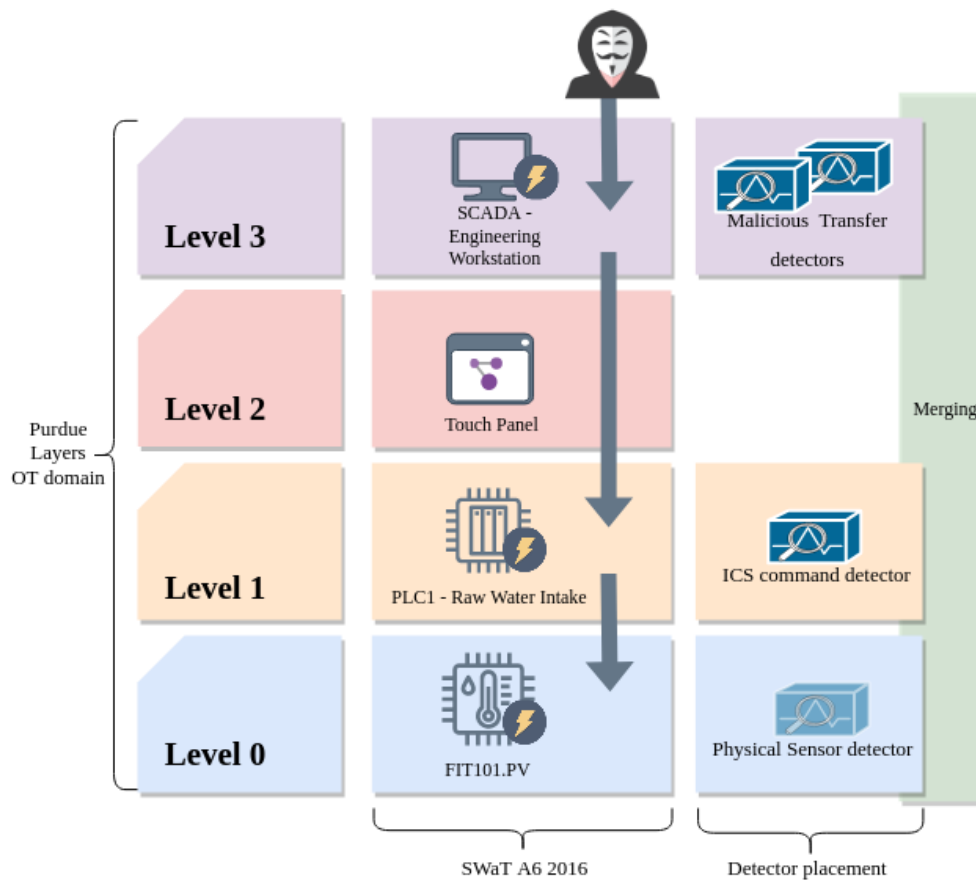 Level 3
SCADA -
Engineering
Workstation
Malicious Transfer
detectors
Level 2
Touch Panel
Merging
Purdue
Layers
OT domain
Level 1
PLC1 - Raw Water Intake
ICS command detector
Level 0
FIT101.PV
Physical Sensor detector
SWaT A6 2016
Detector placement